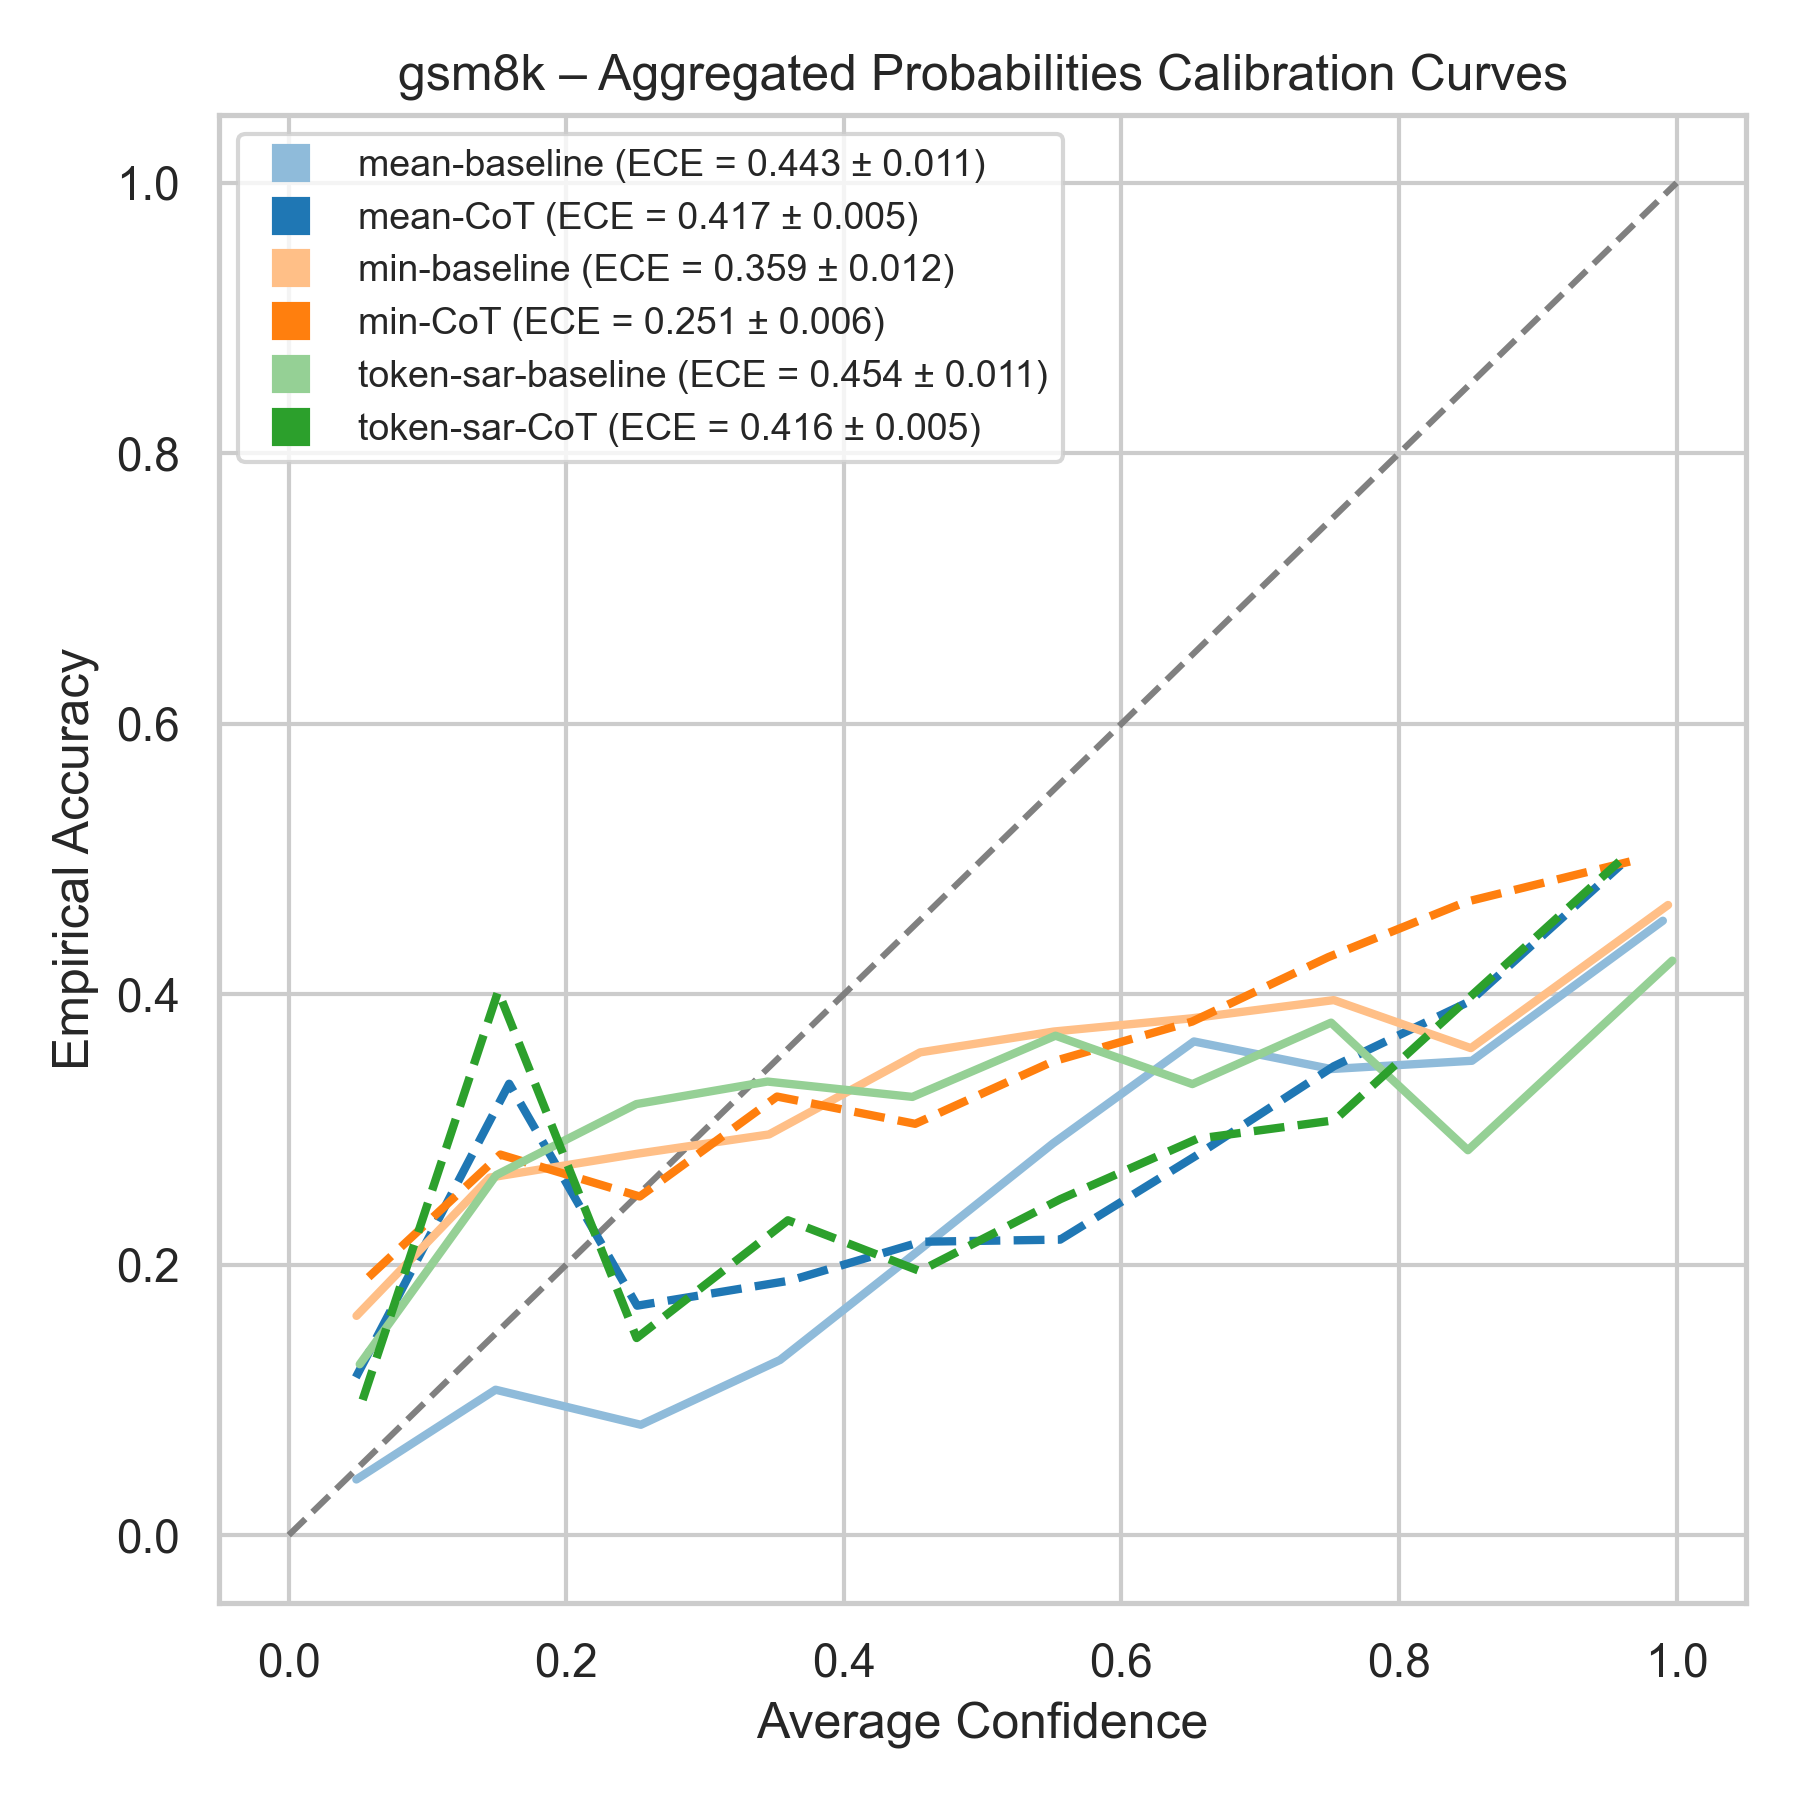 gsm8k – Aggregated Probabilities Calibration Curves
mean-baseline (ECE = 0.443 ± 0.011)
mean-CoT (ECE = 0.417 ± 0.005)
min-baseline (ECE = 0.359 ± 0.012)
min-CoT (ECE = 0.251 ± 0.006)
token-sar-baseline (ECE = 0.454 ± 0.011)
token-sar-CoT (ECE = 0.416 ± 0.005)
Empirical Accuracy
1.0
0.8
0.6
0.4
0.2
0.0
0.0 0.2 0.4 0.6 0.8 1.0
Average Confidence